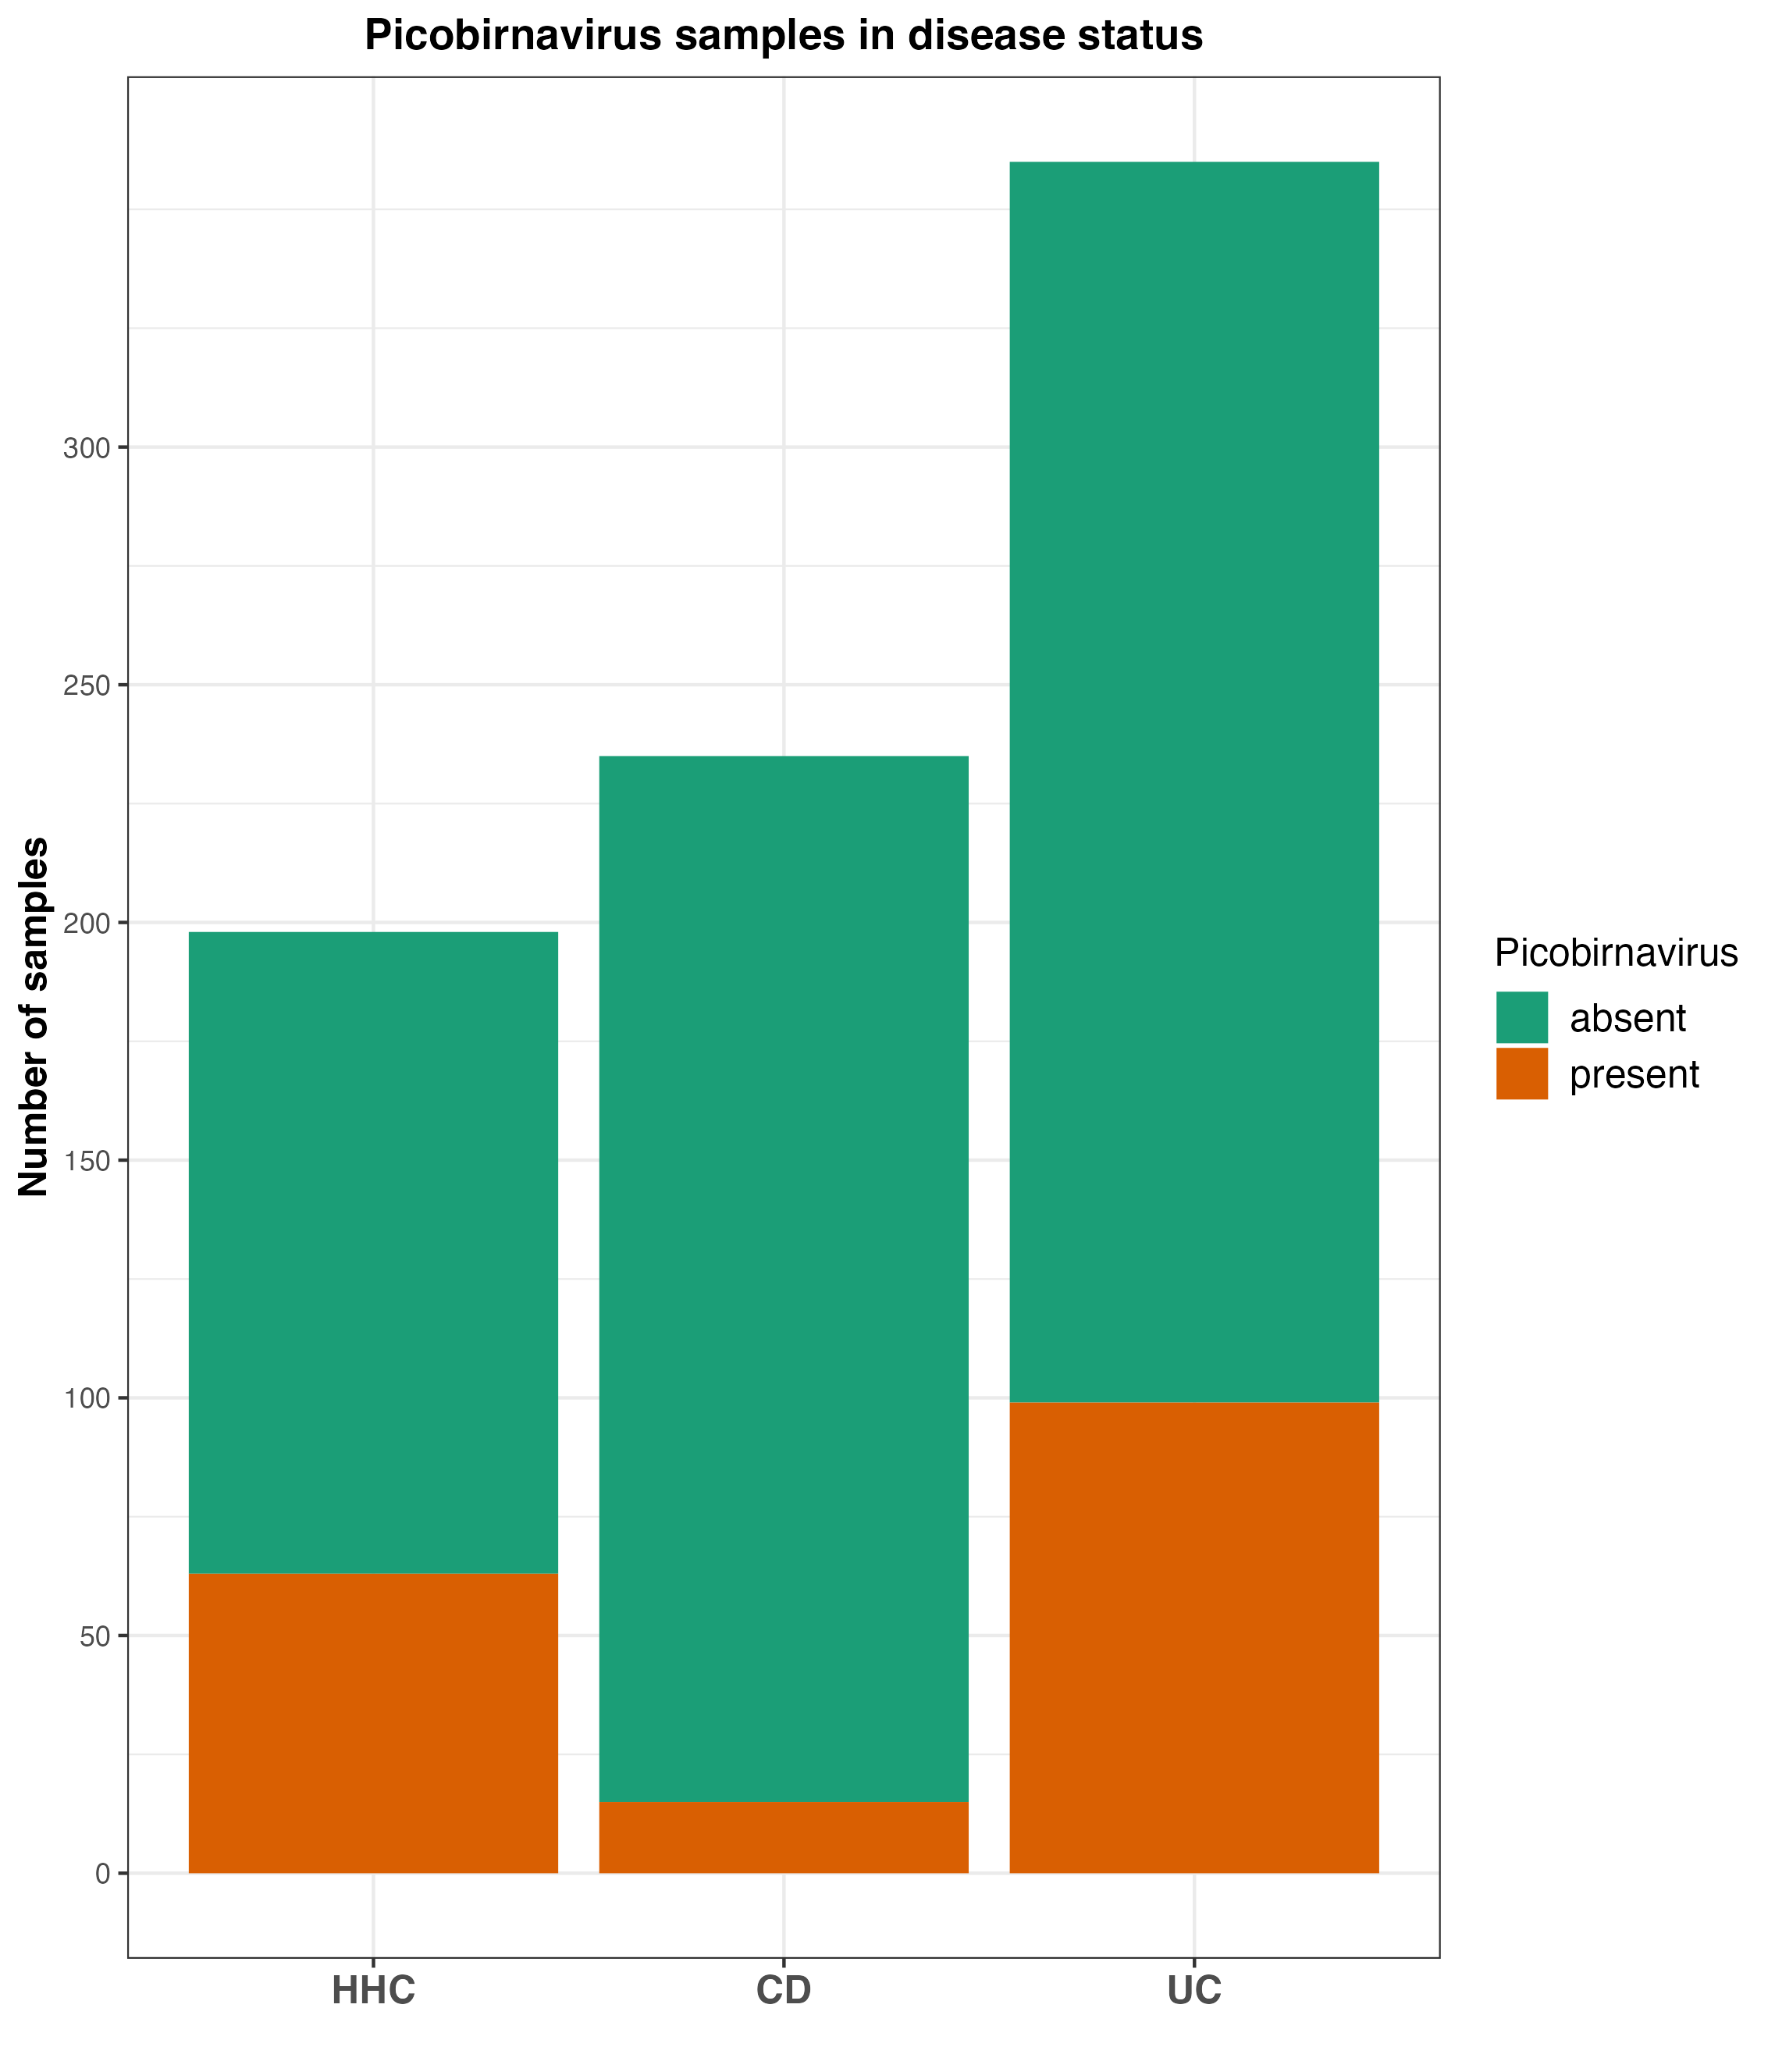 Picobirnavirus samples in disease status
Number of samples
300
250
200
150
100
50
0
HHC
CD
UC
Picobirnavirus
absent
present